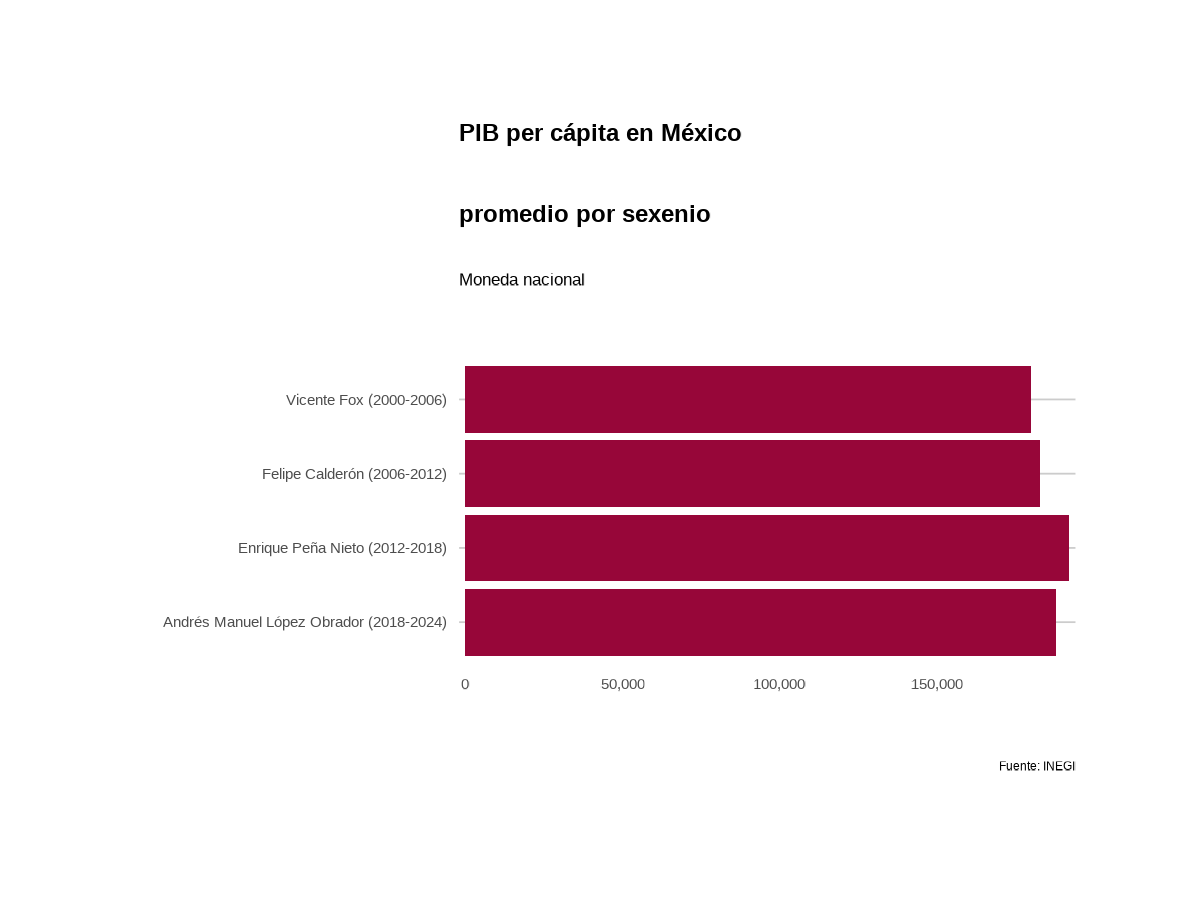 PIB per cápita en México
promedio por sexenio
Moneda nacional
Vicente Fox (2000-2006)
Felipe Calderón (2006-2012)
Enrique Peña Nieto (2012-2018)
Andrés Manuel López Obrador (2018-2024)
0 50,000 100,000 150,000
Fuente: INEGI